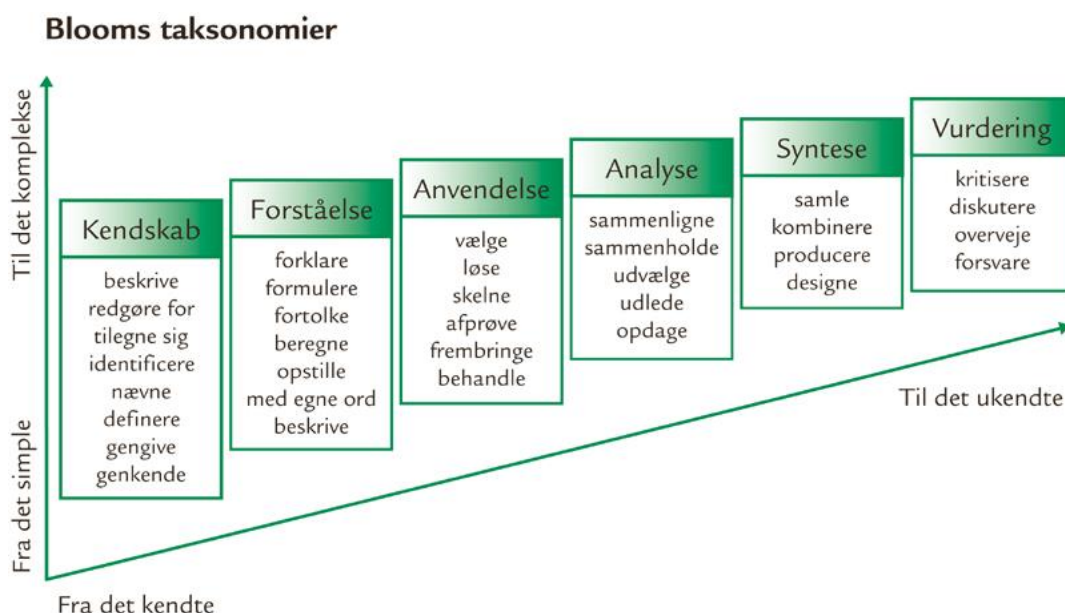 Blooms taksonomier
Til det komplekse
Fra det simple
Kendskab
beskrive
redgøre for
tilegne sig
identificere
nævne
definere
gengive
genkende
Forståelse
forklare
formulere
fortolke
beregne
opstille
med egne ord
beskrive
Anvendelse
vælge
løse
skelne
afprøve
frembringe
behandle
Analyse
sammenligne
sammenholde
udvælge
udlede
opdage
Syntese
samle
kombinere
producere
designe
Vurdering
kritisere
diskutere
overveje
forsvare
Til det ukendte
Fra det kendte